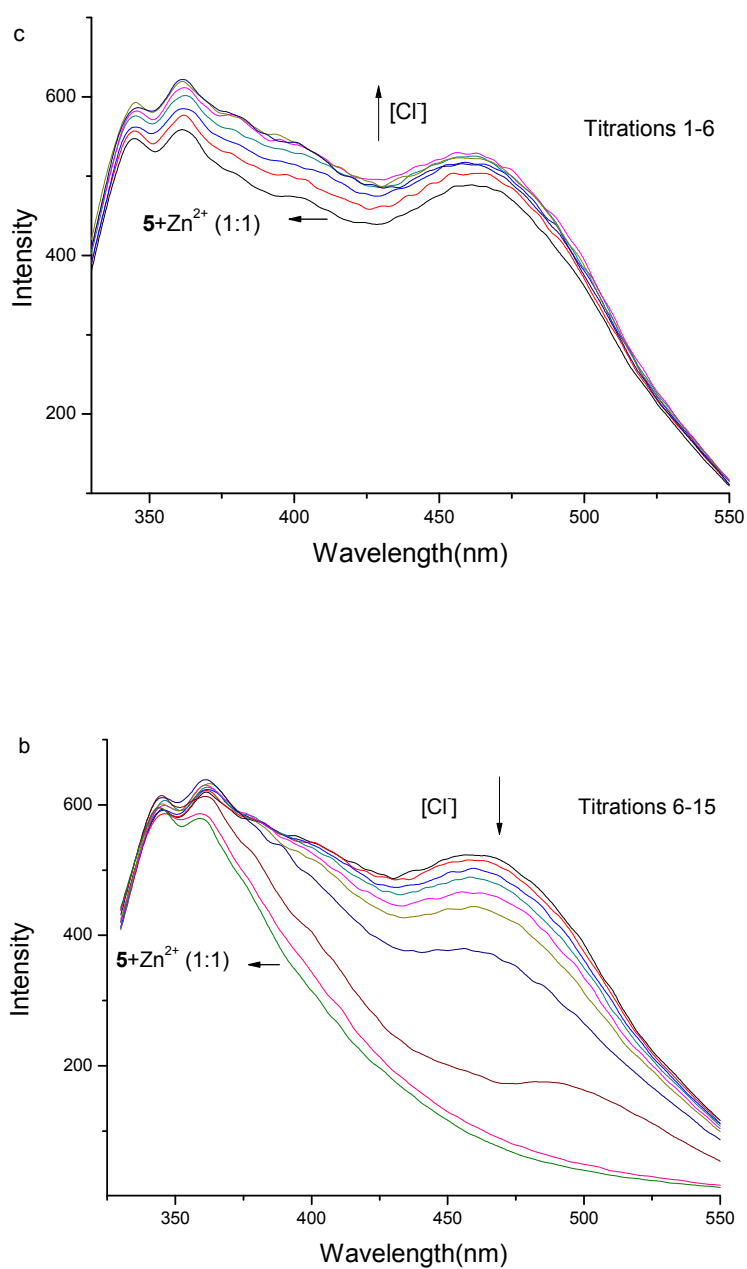 c
600
400
200
Intensity
[Cl⁻]
Titrations 1-6
5+Zn²⁺ (1:1)
350
400
450
500
550
Wavelength(nm)
b
600
400
200
Intensity
[Cl⁻]
Titrations 6-15
5+Zn²⁺ (1:1)
350
400
450
500
550
Wavelength(nm)